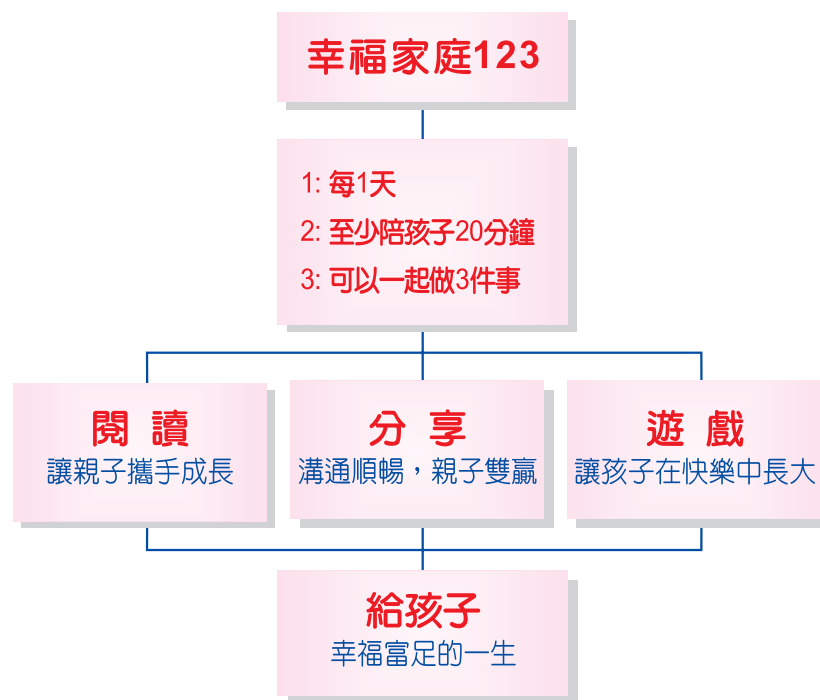 幸福家庭123
1: 每1天
2: 至少陪孩子20分鐘
3: 可以一起做3件事
閱 讀
讓親子攜手成長
分 享
溝通順暢，親子雙贏
遊 戲
讓孩子在快樂中長大
給孩子
幸福富足的一生